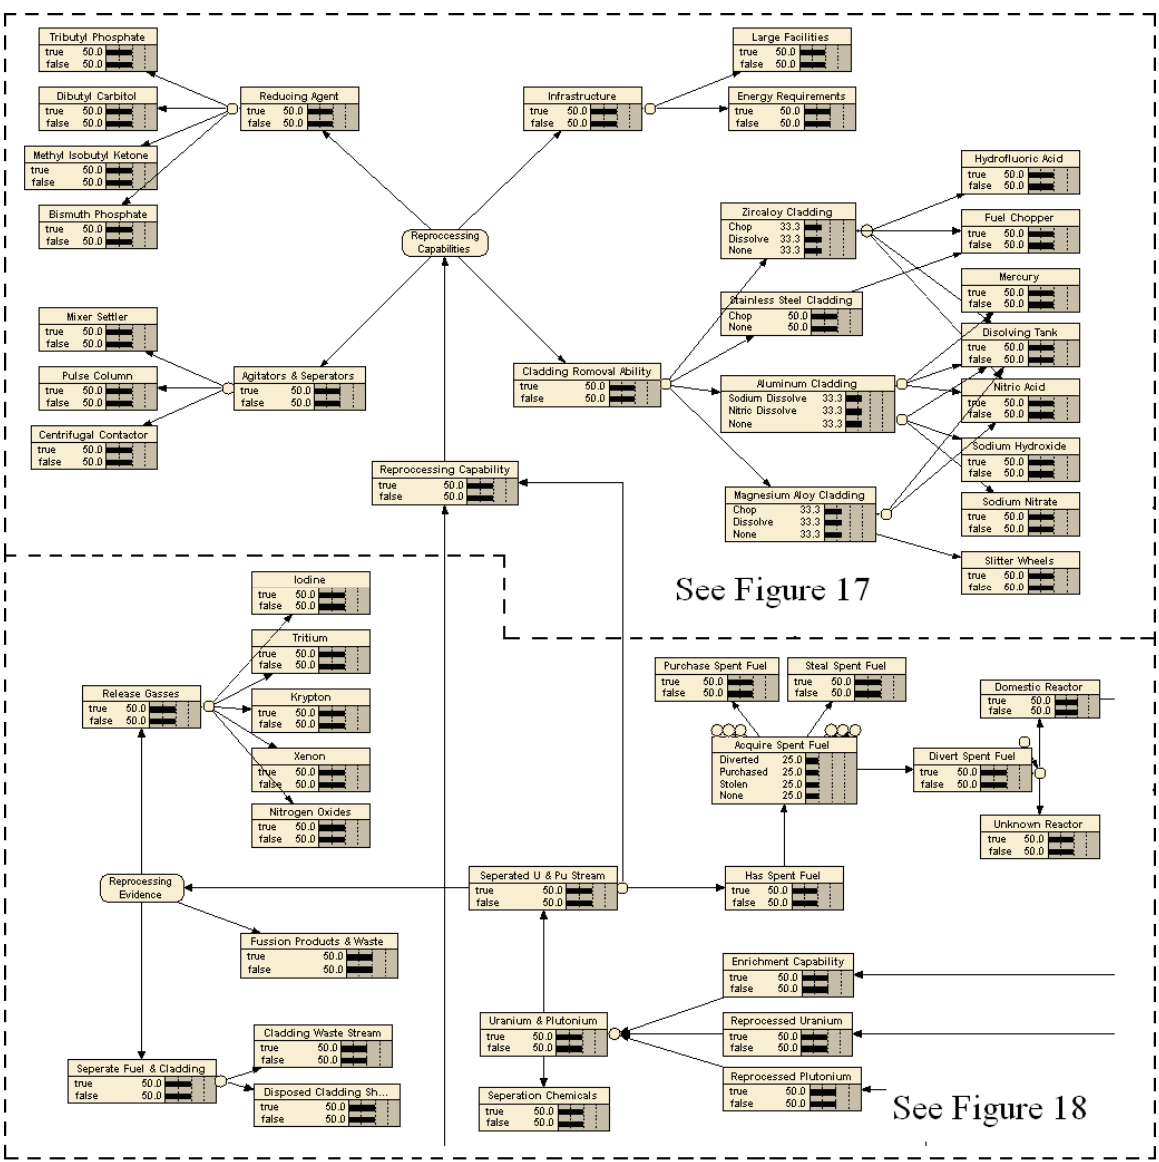 Tributyl Phosphate
true 50.0
false 50.0
Dibutyl Carbitol
true 50.0
false 50.0
Methyl Isobutyl Ketone
true 50.0
false 50.0
Bismuth Phosphate
true 50.0
false 50.0
Reducing Agent
true 50.0
false 50.0
Infrastructure
true 50.0
false 50.0
Large Facilities
true 50.0
false 50.0
Energy Requirements
true 50.0
false 50.0
Reproccessing
Capabilities
Mixer Settler
true 50.0
false 50.0
Pulse Column
true 50.0
false 50.0
Centrifugal Contactor
true 50.0
false 50.0
Agitators & Seperators
true 50.0
false 50.0
Cladding Romoval Ability
true 50.0
false 50.0
Zircaloy Cladding
Chop 33.3
Dissolve 33.3
None 33.3
Stainless Steel Cladding
Chop 50.0
None 50.0
Aluminum Cladding
Sodium Dissolve 33.3
Nitric Dissolve 33.3
None 33.3
Magnesium Aloy Cladding
Chop 33.3
Dissolve 33.3
None 33.3
Hydrofluoric Acid
true 50.0
false 50.0
Fuel Chopper
true 50.0
false 50.0
Mercury
true 50.0
false 50.0
Disolving Tank
true 50.0
false 50.0
Nitric Acid
true 50.0
false 50.0
Sodium Hydroxide
true 50.0
false 50.0
Sodium Nitrate
true 50.0
false 50.0
Slitter Wheels
true 50.0
false 50.0
Reproccessing Capability
true 50.0
false 50.0
See Figure 17
Iodine
true 50.0
false 50.0
Tritium
true 50.0
false 50.0
Krypton
true 50.0
false 50.0
Xenon
true 50.0
false 50.0
Nitrogen Oxides
true 50.0
false 50.0
Release Gasses
true 50.0
false 50.0
Reprocessing
Evidence
Fussion Products & Waste
true 50.0
false 50.0
Seperate Fuel & Cladding
true 50.0
false 50.0
Cladding Waste Stream
true 50.0
false 50.0
Disposed Cladding Sh...
true 50.0
false 50.0
Purchase Spent Fuel
true 50.0
false 50.0
Steal Spent Fuel
true 50.0
false 50.0
Acquire Spent Fuel
Diverted 25.0
Purchased 25.0
Stolen 25.0
None 25.0
Divert Spent Fuel
true 50.0
false 50.0
Domestic Reactor
true 50.0
false 50.0
Unknown Reactor
true 50.0
false 50.0
Seperated U & Pu Stream
true 50.0
false 50.0
Has Spent Fuel
true 50.0
false 50.0
Uranium & Plutonium
true 50.0
false 50.0
Seperation Chemicals
true 50.0
false 50.0
Enrichment Capability
true 50.0
false 50.0
Reprocessed Uranium
true 50.0
false 50.0
Reprocessed Plutonium
true 50.0
false 50.0
See Figure 18